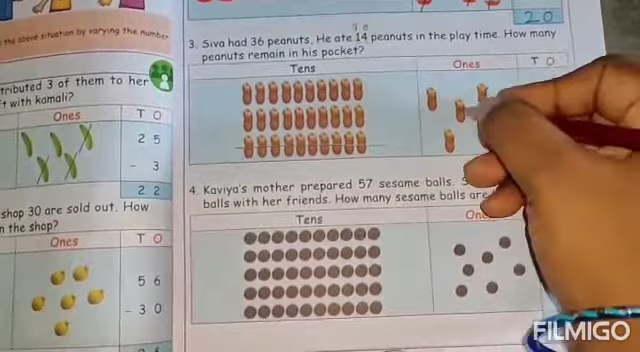 the above situation by varying the number
tributed 3 of them to her
t with kamali?
Ones
T O
2 5
- 3
2 2
shop 30 are sold out. How
n the shop?
Ones
T O
5 6
- 3 0
2 0
T O
3. Siva had 36 peanuts, He ate 14 peanuts in the play time. How many
peanuts remain in his pocket?
Tens
Ones
T O
4. Kaviya's mother prepared 57 sesame balls.
balls with her friends. How many sesame balls are
Tens
FILMIGO